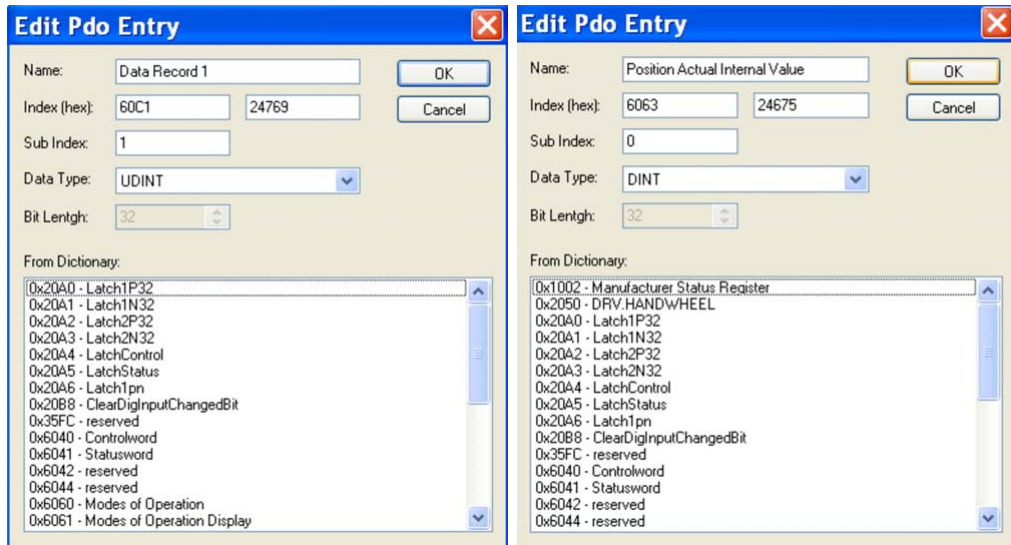 Edit Pdo Entry
Name: Data Record 1 OK
Index (hex): 60C1 24769 Cancel
Sub Index: 1
Data Type: UDINT
Bit Lentgh: 32
From Dictionary:
0x20A0 - Latch1P32
0x20A1 - Latch1N32
0x20A2 - Latch2P32
0x20A3 - Latch2N32
0x20A4 - LatchControl
0x20A5 - LatchStatus
0x20A6 - Latch1pn
0x20B8 - ClearDigInputChangedBit
0x35FC - reserved
0x6040 - Controlword
0x6041 - Statusword
0x6042 - reserved
0x6044 - reserved
0x6060 - Modes of Operation
0x6061 - Modes of Operation Display
Edit Pdo Entry
Name: Position Actual Internal Value OK
Index (hex): 6063 24675 Cancel
Sub Index: 0
Data Type: DINT
Bit Lentgh: 32
From Dictionary:
0x1002 - Manufacturer Status Register
0x2050 - DRV.HANDWHEEL
0x20A0 - Latch1P32
0x20A1 - Latch1N32
0x20A2 - Latch2P32
0x20A3 - Latch2N32
0x20A4 - LatchControl
0x20A5 - LatchStatus
0x20A6 - Latch1pn
0x20B8 - ClearDigInputChangedBit
0x35FC - reserved
0x6040 - Controlword
0x6041 - Statusword
0x6042 - reserved
0x6044 - reserved